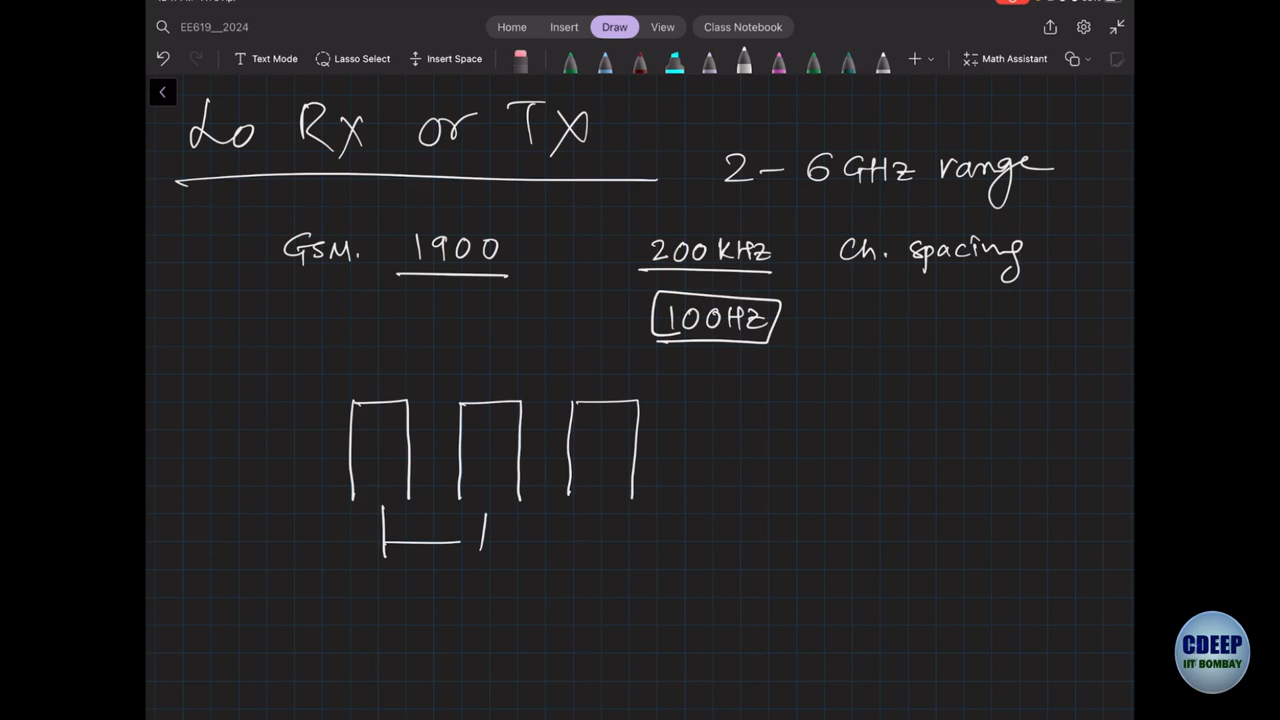 EE619__2024
Home Insert Draw View Class Notebook
Text Mode Lasso Select Insert Space Math Assistant
Lo Rx or TX
2 - 6 GHz range
GSM. 1900 200 KHz Ch. spacing
100Hz
CDEEP
IIT BOMBAY